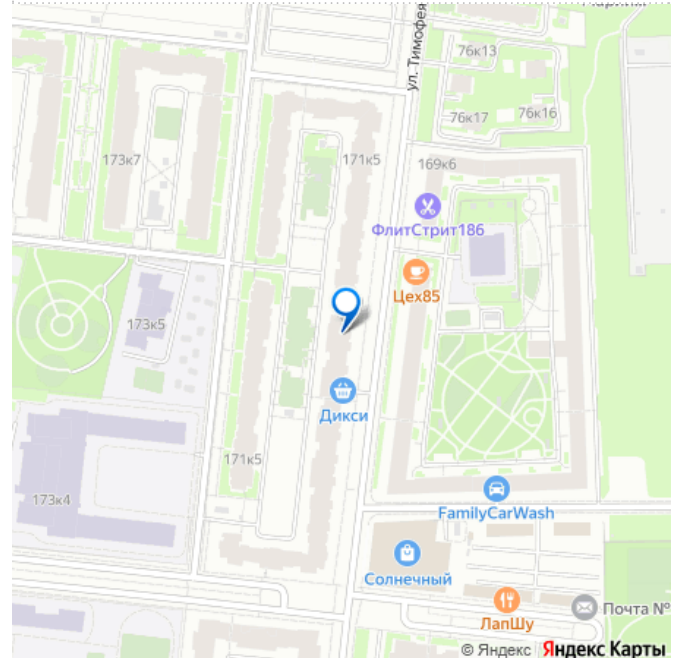 ул. Тимофея
76к13
76к17
76к16
173к7
171к5
169к6
ФлитСтрит186
Цех85
173к5
Дикси
171к5
173к4
FamilyCarWash
Солнечный
ЛапШу
Почта №
© Яндекс Яндекс Карты